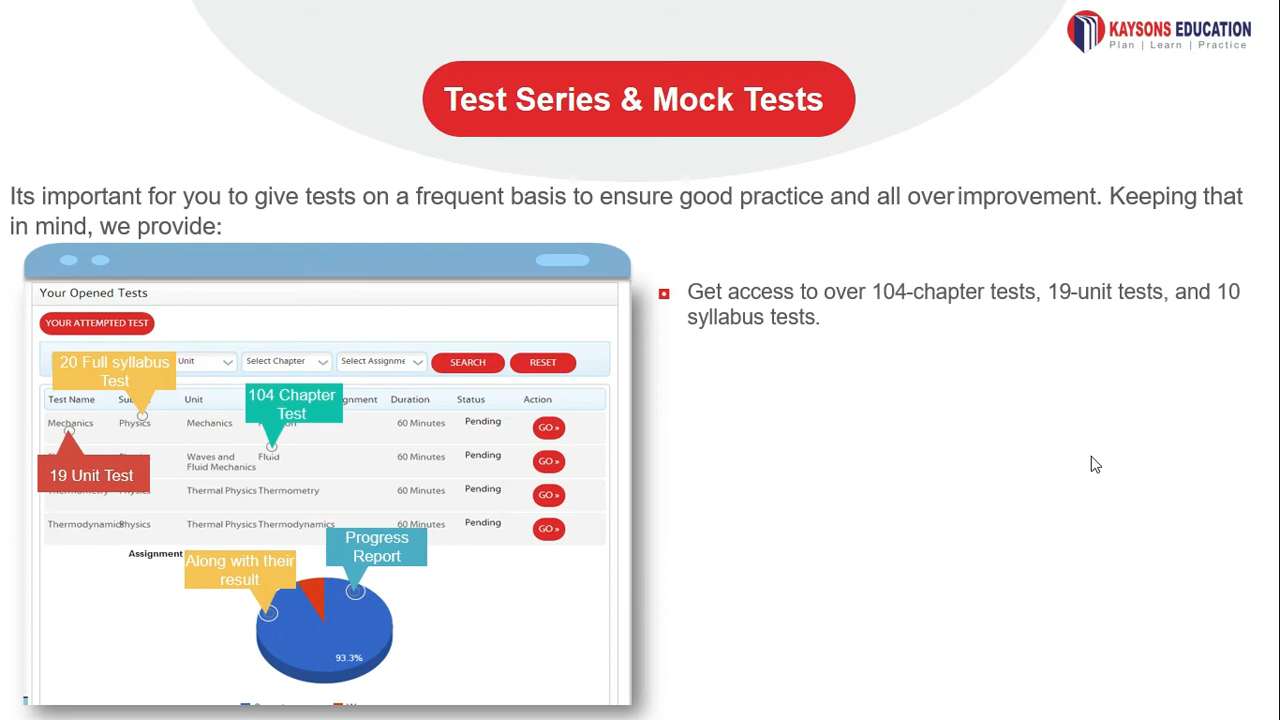 KAYSONS EDUCATION
Plan | Learn | Practice
Test Series & Mock Tests
Its important for you to give tests on a frequent basis to ensure good practice and all over improvement. Keeping that
in mind, we provide:
Your Opened Tests
YOUR ATTEMPTED TEST
20 Full syllabus
Test
Unit
Select Chapter
Select Assignme
SEARCH
RESET
104 Chapter
Test
Test Name
Unit
Duration
Status
Action
Mechanics Physics Mechanics 60 Minutes Pending GO »
Waves and
Fluid Mechanics
Fluid
60 Minutes Pending GO »
19 Unit Test
Physics Thermal Physics Thermometry 60 Minutes Pending GO »
Thermodynamics Physics Thermal Physics Thermodynamics 60 Minutes Pending GO »
Assignment
Along with their
result
Progress
Report
93.3%
Get access to over 104-chapter tests, 19-unit tests, and 10
syllabus tests.